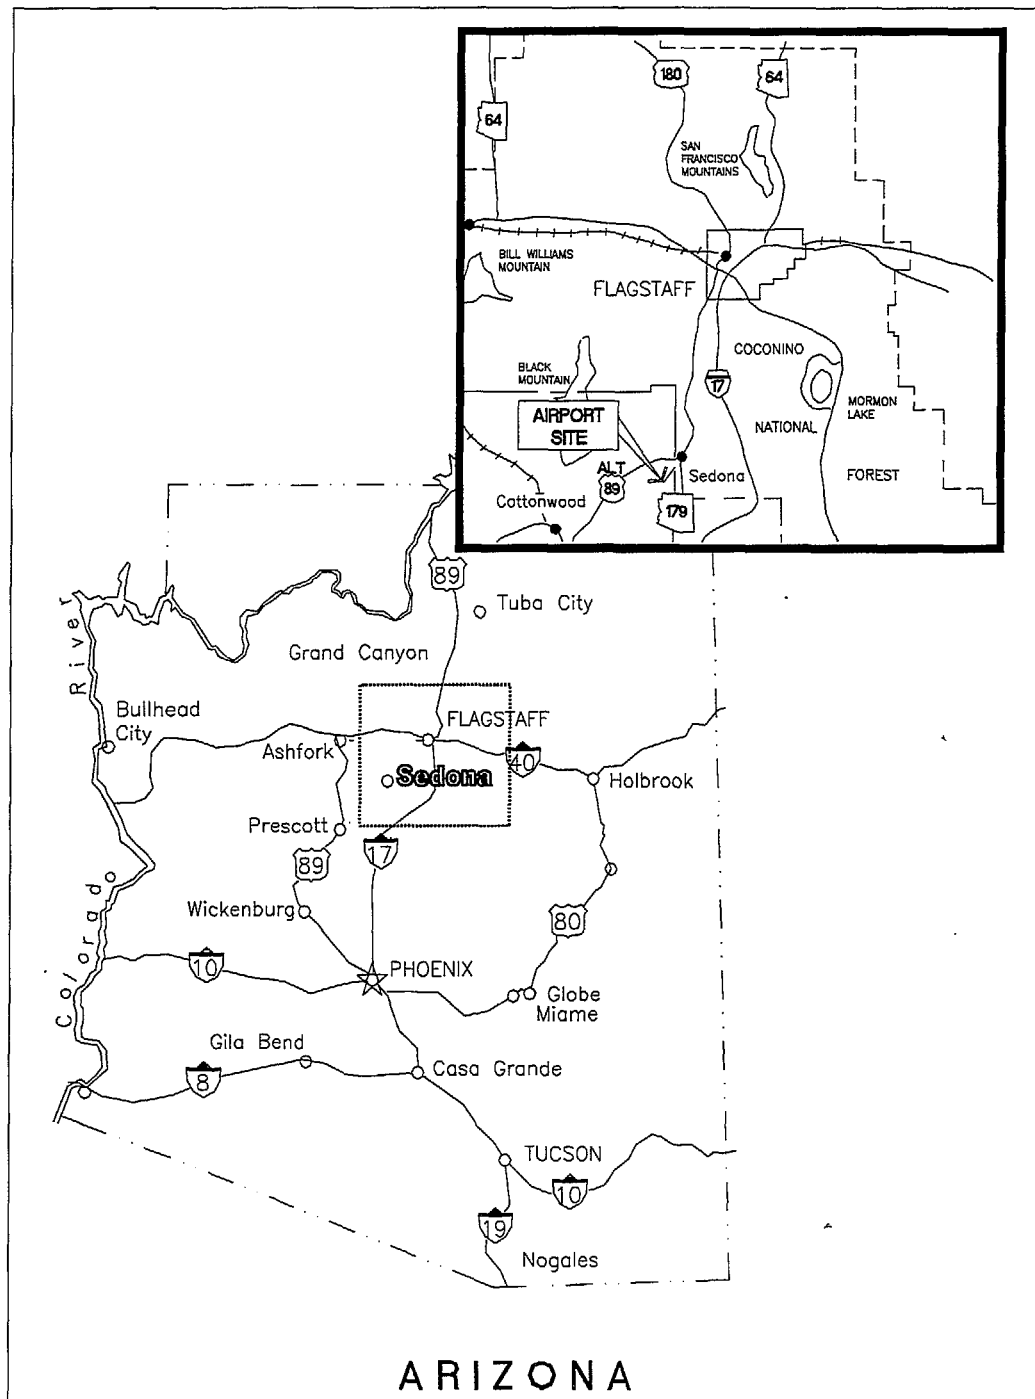 180
64
64
SAN
FRANCISCO
MOUNTAINS
BILL WILLIAMS
MOUNTAIN
FLAGSTAFF
COCONINO
BLACK
MOUNTAIN
17
MORMON
LAKE
AIRPORT
SITE
NATIONAL
ALT
89
Sedona
FOREST
Cottonwood
179
89
Tuba City
River
Grand Canyon
Bullhead
City
FLAGSTAFF
Ashfork
40
Sedona
Holbrook
Prescott
17
89
Colorado
Wickenburg
80
10
PHOENIX
Globe
Miame
Gila Bend
8
Casa Grande
TUCSON
10
19
Nogales
ARIZONA